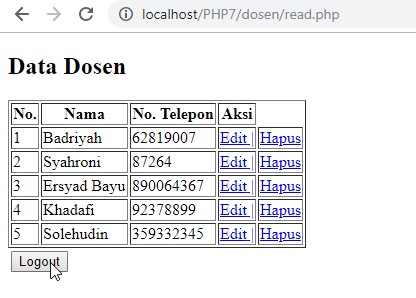 localhost/PHP7/dosen/read.php
Data Dosen
No. Nama No. Telepon Aksi
1 Badriyah 62819007 Edit | Hapus
2 Syahroni 87264 Edit | Hapus
3 Ersyad Bayu 890064367 Edit | Hapus
4 Khadafi 92378899 Edit | Hapus
5 Solehudin 359332345 Edit | Hapus
Logout